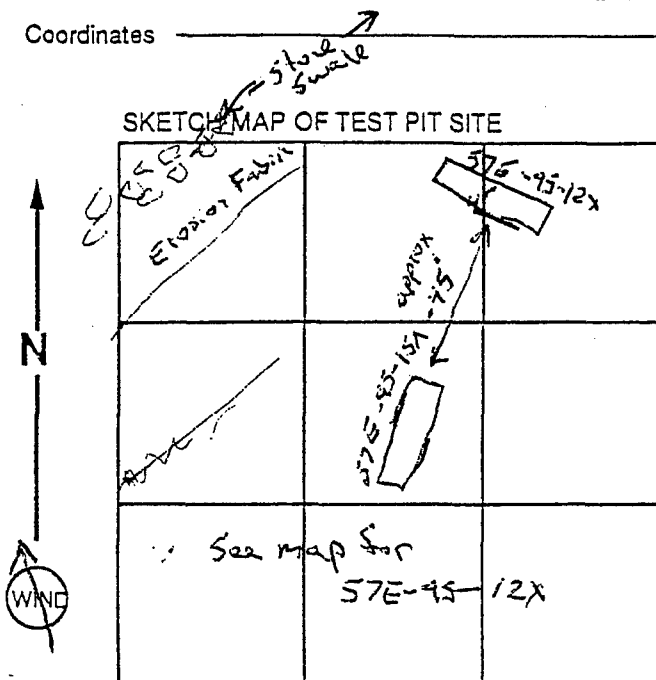 Coordinates
Stone
Swale
SKETCH MAP OF TEST PIT SITE
Erosion Fabric
57E-95-12X
approx
75'
N
57E-95-15X
See map for
57E-95-12X
WIND